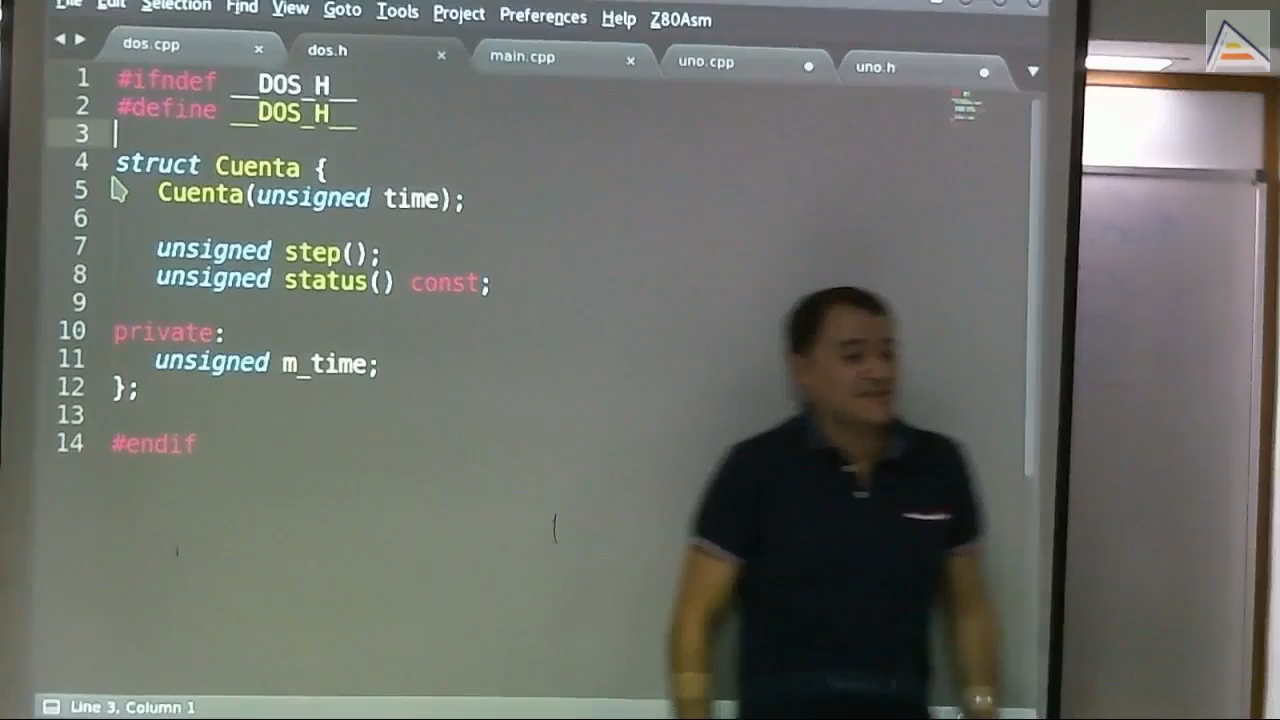 File Edit Selection Find View Goto Tools Project Preferences Help Z80Asm
dos.cpp dos.h main.cpp uno.cpp uno.h
1 #ifndef __DOS_H__
2 #define __DOS_H__
3
4 struct Cuenta {
5 Cuenta(unsigned time);
6
7 unsigned step();
8 unsigned status() const;
9
10 private:
11 unsigned m_time;
12 };
13
14 #endif
Line 3, Column 1